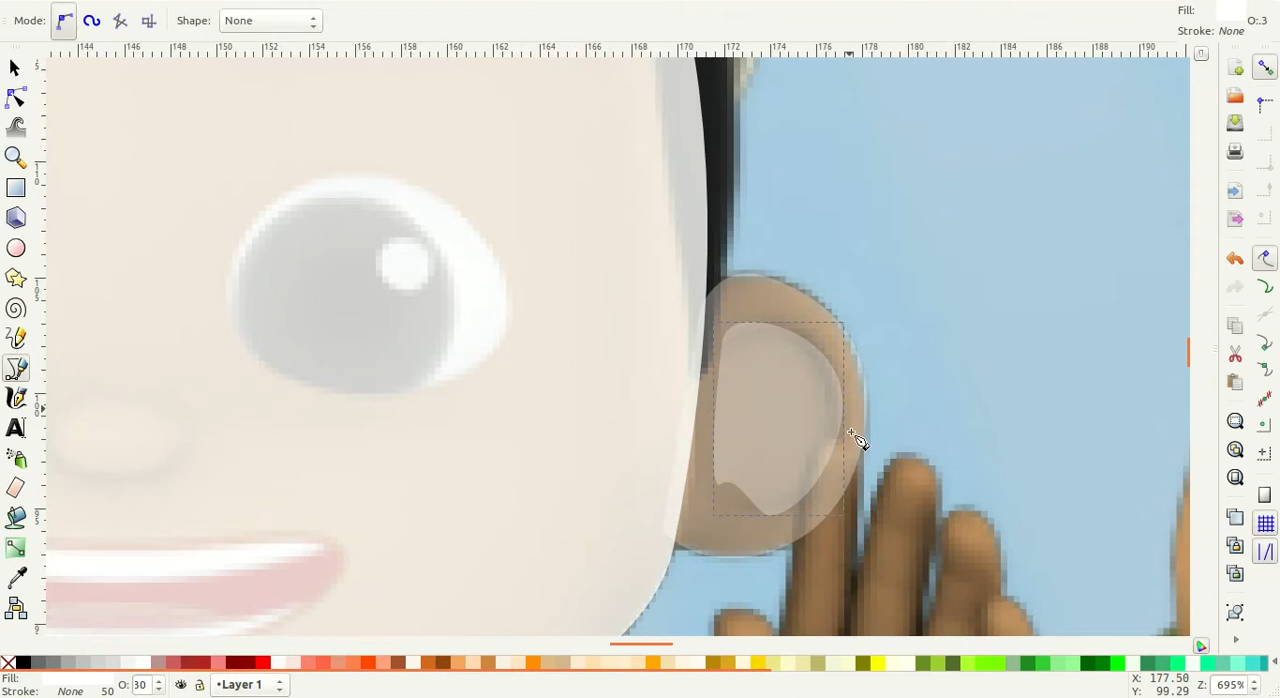 Mode: Shape: None Fill: O:.3
Stroke: None
144 146 148 150 152 154 156 158 160 162 164 166 168 170 172 174 176 178 180 182 184 186 188 190
A
Fill: O: 30 •Layer 1 X: 177.50 Z: 695%
Stroke: None 50 Y: 99.29